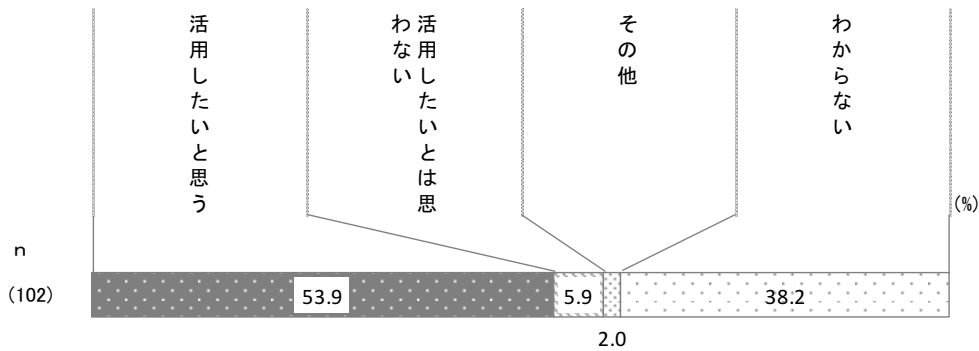 活用したいと思う
活用したいとは思
わない
その他
わからない
(%)
n
(102)
53.9
5.9
2.0
38.2